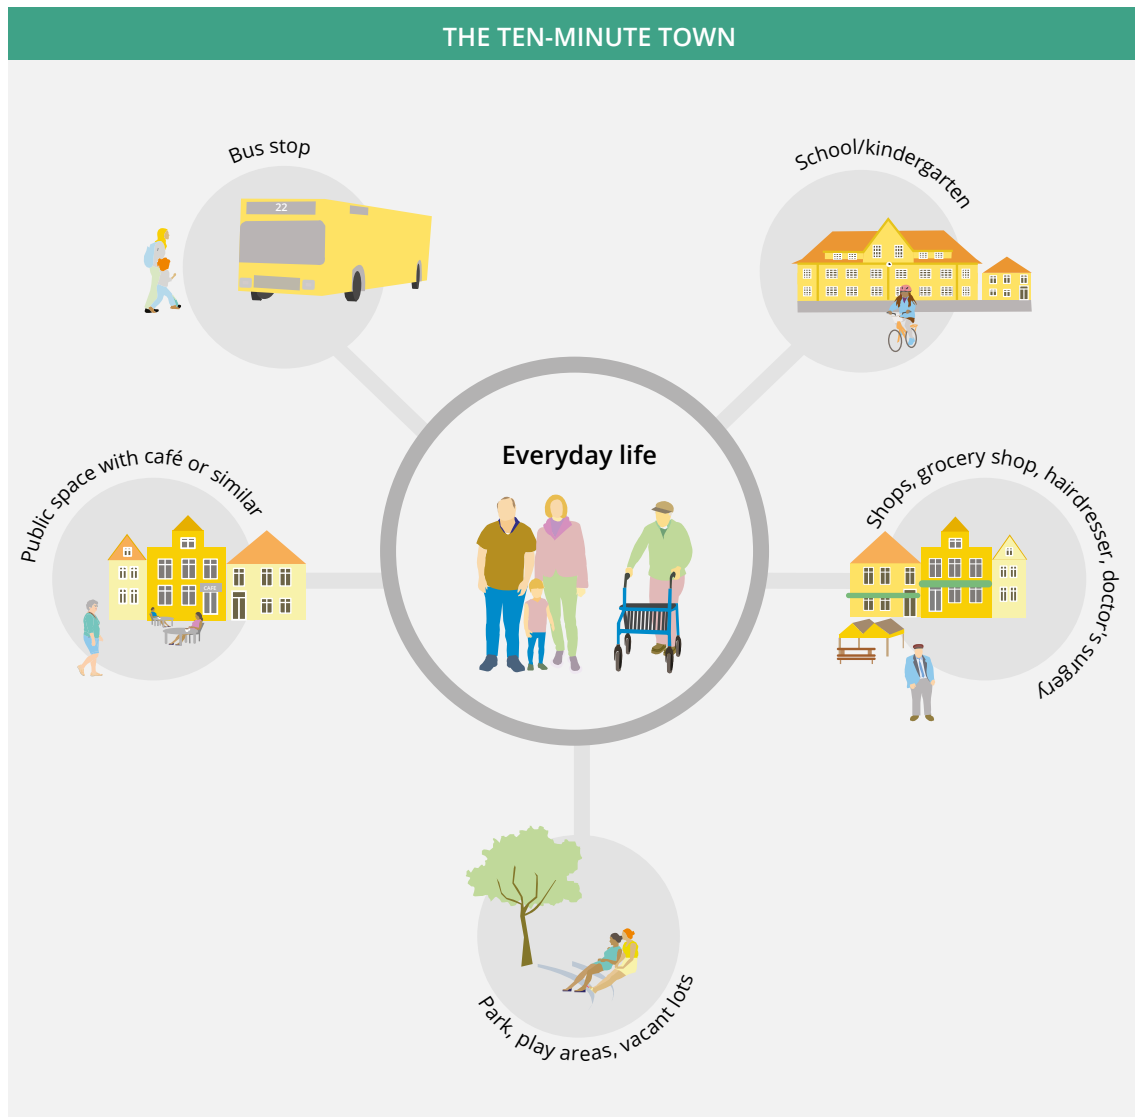 THE TEN-MINUTE TOWN
Bus stop
22
School/kindergarten
Everyday life
Public space with café or similar
CAFE
Shops, grocery shop, hairdresser, doctor's surgery
Park, play areas, vacant lots